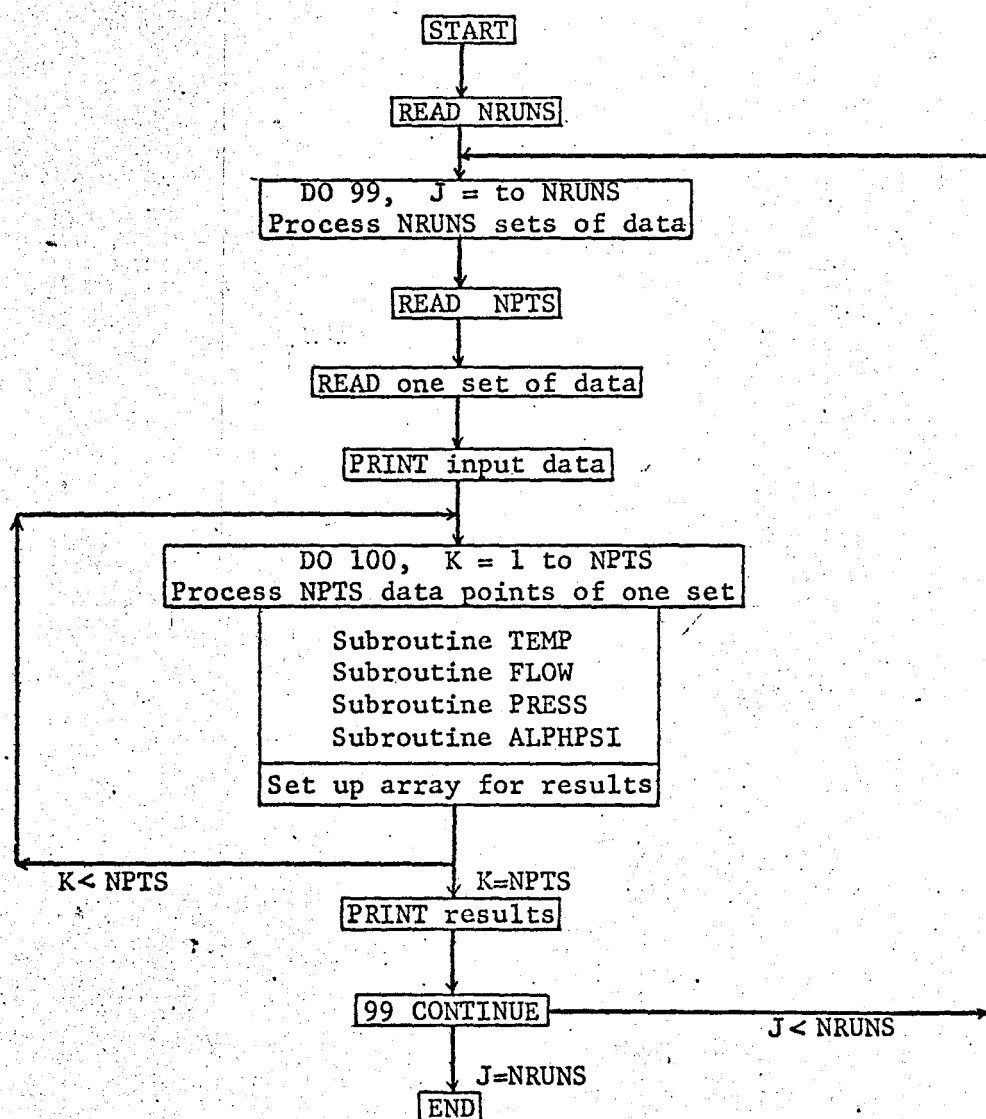 START
READ NRUNS
DO 99, J = to NRUNS
Process NRUNS sets of data
READ NPTS
READ one set of data
PRINT input data
DO 100, K = 1 to NPTS
Process NPTS data points of one set
Subroutine TEMP
Subroutine FLOW
Subroutine PRESS
Subroutine ALPHPSI
Set up array for results
K< NPTS
K=NPTS
PRINT results
99 CONTINUE
J< NRUNS
J=NRUNS
END